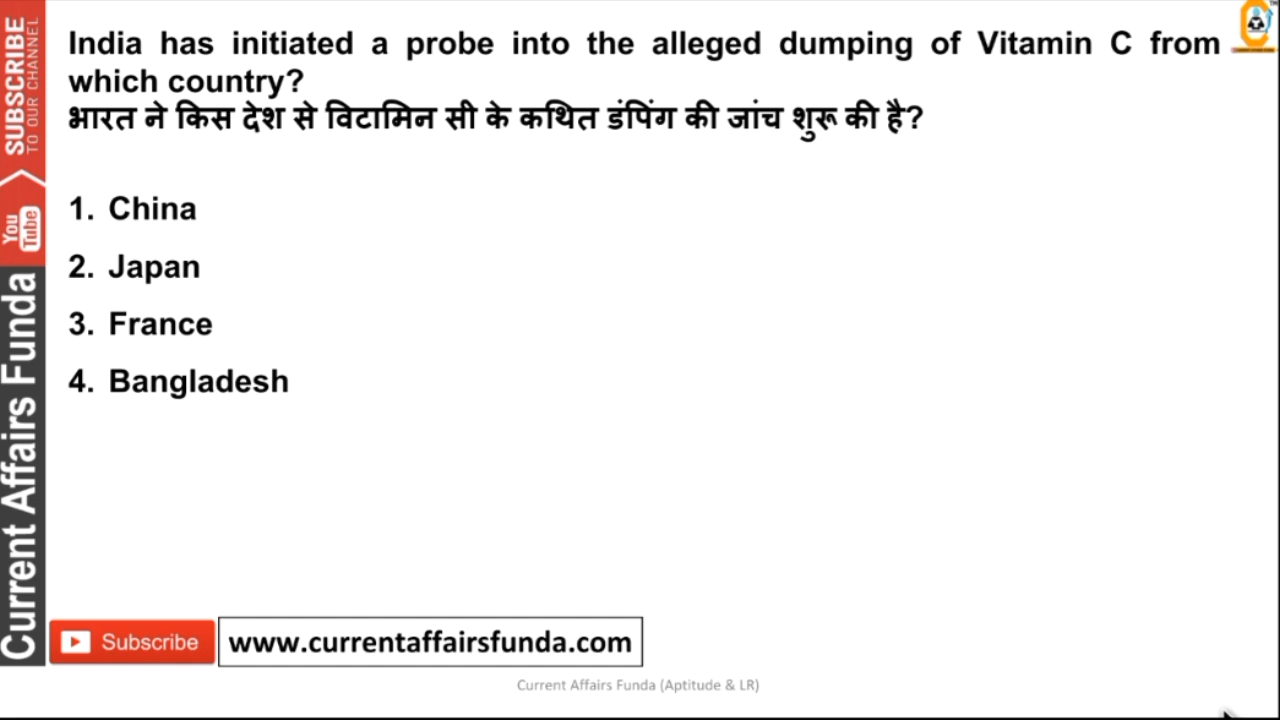 India has initiated a probe into the alleged dumping of Vitamin C from
which country?
भारत ने किस देश से विटामिन सी के कथित डंपिंग की जांच शुरू की है?
1. China
2. Japan
3. France
4. Bangladesh
SUBSCRIBE
TO OUR CHANNEL
You
Tube
Current Affairs Funda
Subscribe
www.currentaffairsfunda.com
Current Affairs Funda (Aptitude & LR)